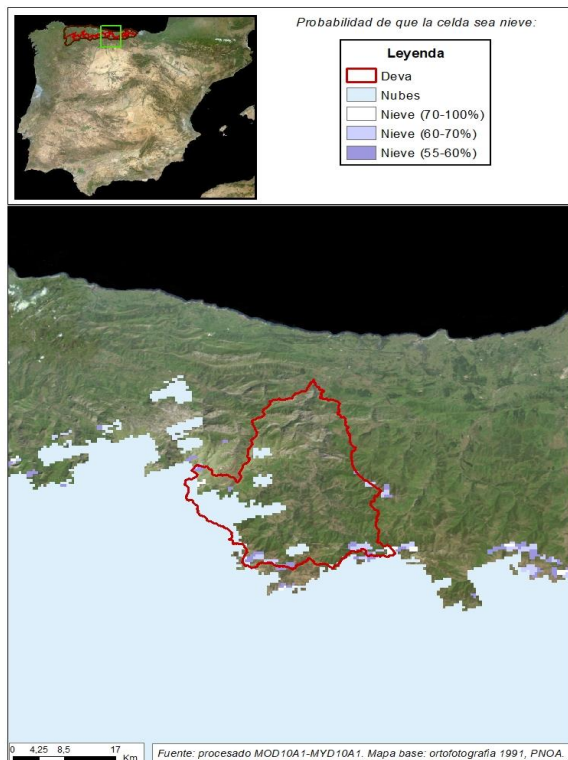 Probabilidad de que la celda sea nieve:
Leyenda
Deva
Nubes
Nieve (70-100%)
Nieve (60-70%)
Nieve (55-60%)
0 4,25 8,5 17
Km
Fuente: procesado MOD10A1-MYD10A1. Mapa base: ortofotografía 1991, PNOA.